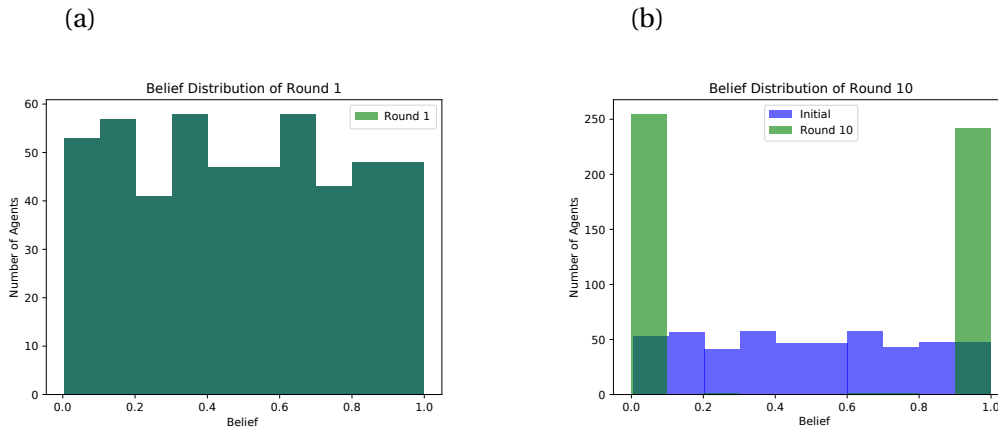 (a)
(b)
Belief Distribution of Round 1
60
50
40
30
20
10
0
Number of Agents
Round 1
0.0 0.2 0.4 0.6 0.8 1.0
Belief
Belief Distribution of Round 10
250
200
150
100
50
0
Number of Agents
Initial
Round 10
0.0 0.2 0.4 0.6 0.8 1.0
Belief